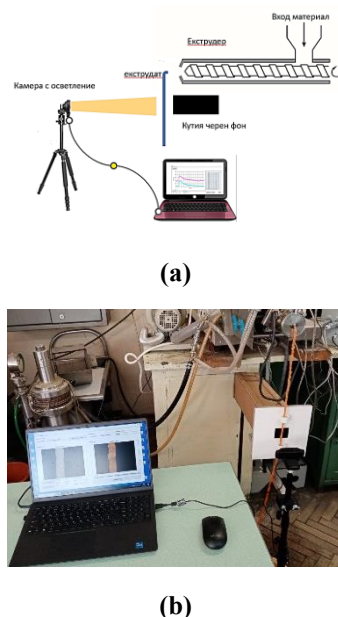 Вход материал
Екструдер
екструдат
Камера с осветление
Кутия черен фон
(a)
(b)